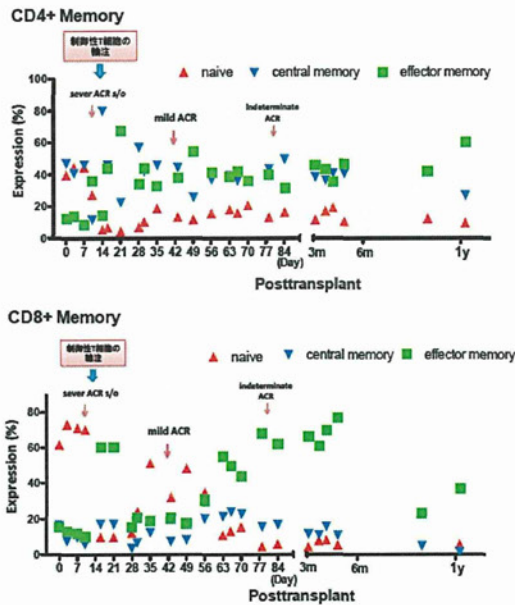 CD4+ Memory
制御性T細胞の
輸注
naive central memory effector memory
sever ACR s/o
mild ACR
Indeterminate
ACR
Expression (%)
100
80
60
40
20
0
0 7 14 21 28 35 42 49 56 63 70 77 84 3m 6m 1y
(Day)
Posttransplant
CD8+ Memory
制御性T細胞の
輸注
naive central memory effector memory
sever ACR s/o
mild ACR
indeterminate
ACR
Expression (%)
80
60
40
20
0
0 7 14 21 28 35 42 49 56 63 70 77 84 3m 6m 1y
(Day)
Posttransplant